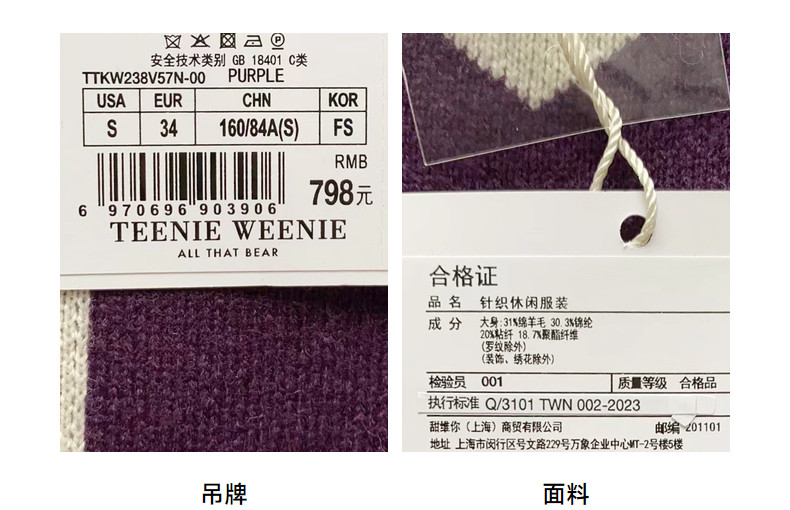 安全技术类别 GB 18401 C类
TTKW238V57N-00 PURPLE
USA EUR CHN KOR
S 34 160/84A(S) FS
RMB
798元
6 970696 903906
TEENIE WEENIE
ALL THAT BEAR
吊牌
合格证
品 名 针织休闲服装
成 分 大身:31%绵羊毛 30.3%锦纶
20%粘纤 18.7%聚酯纤维
(罗纹除外)
(装饰、绣花除外)
检验员 001 质量等级 合格品
执行标准 Q/3101 TWN 002-2023
甜维你（上海）商贸有限公司 邮编 201101
地址 上海市闵行区号文路229号万象企业中心MT-2号楼5楼
面料